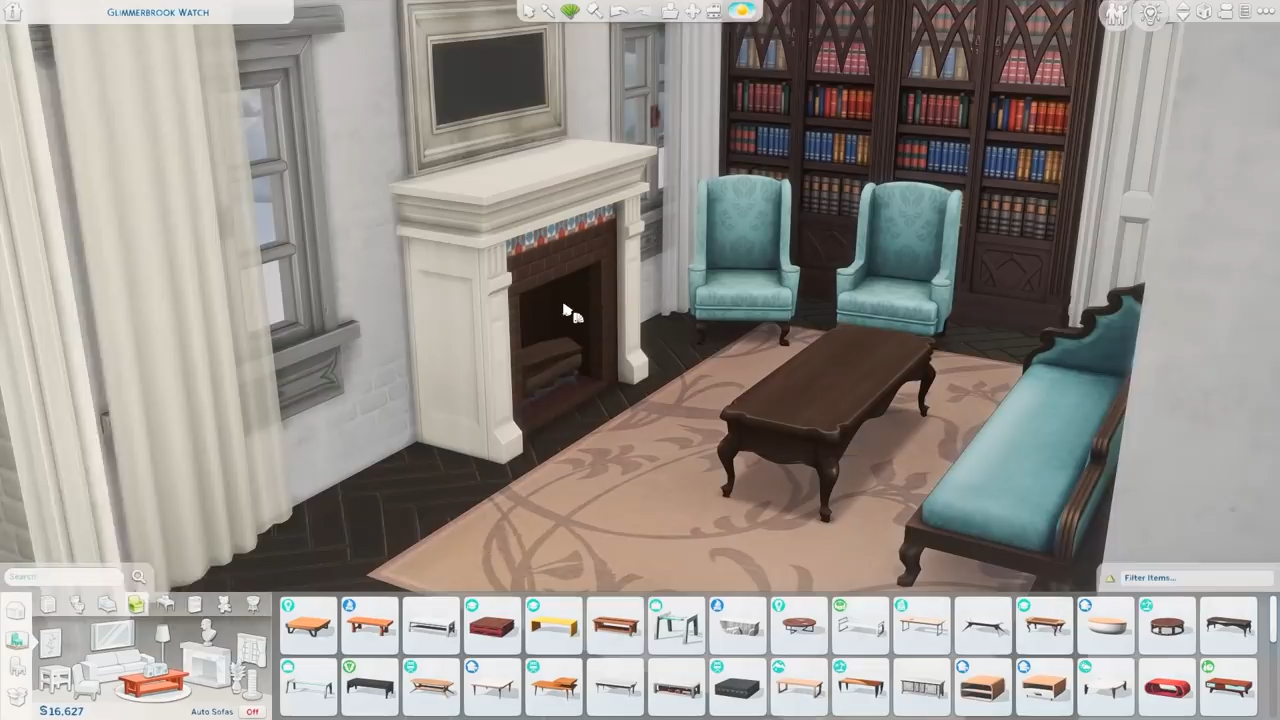 Glimmerbrook Watch
Search
Filter Items...
$16,627
Auto Sofas
Off